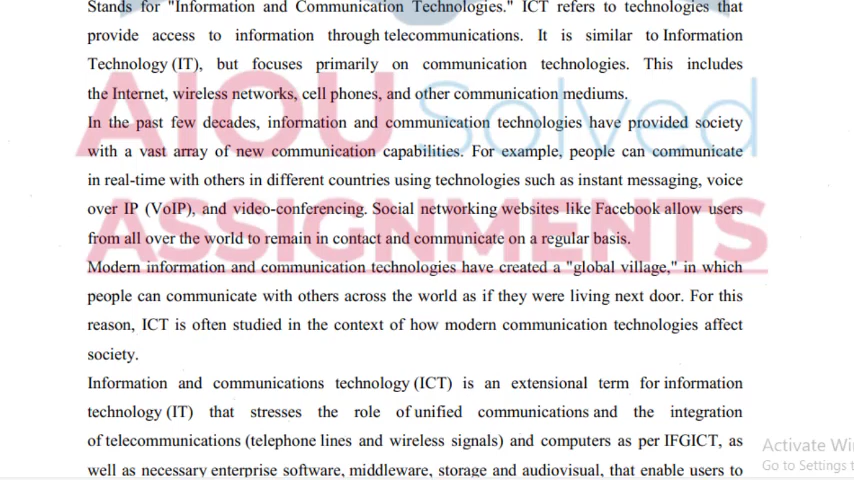 Stands for "Information and Communication Technologies." ICT refers to technologies that
provide access to information through telecommunications. It is similar to Information
Technology (IT), but focuses primarily on communication technologies. This includes
the Internet, wireless networks, cell phones, and other communication mediums.
In the past few decades, information and communication technologies have provided society
with a vast array of new communication capabilities. For example, people can communicate
in real-time with others in different countries using technologies such as instant messaging, voice
over IP (VoIP), and video-conferencing. Social networking websites like Facebook allow users
from all over the world to remain in contact and communicate on a regular basis.
Modern information and communication technologies have created a "global village," in which
people can communicate with others across the world as if they were living next door. For this
reason, ICT is often studied in the context of how modern communication technologies affect
society.
Information and communications technology (ICT) is an extensional term for information
technology (IT) that stresses the role of unified communications and the integration
of telecommunications (telephone lines and wireless signals) and computers as per IFGICT, as
well as necessary enterprise software, middleware, storage and audiovisual, that enable users to
AIOU Solved
ASSIGNMENTS
Activate Wi
Go to Settings t